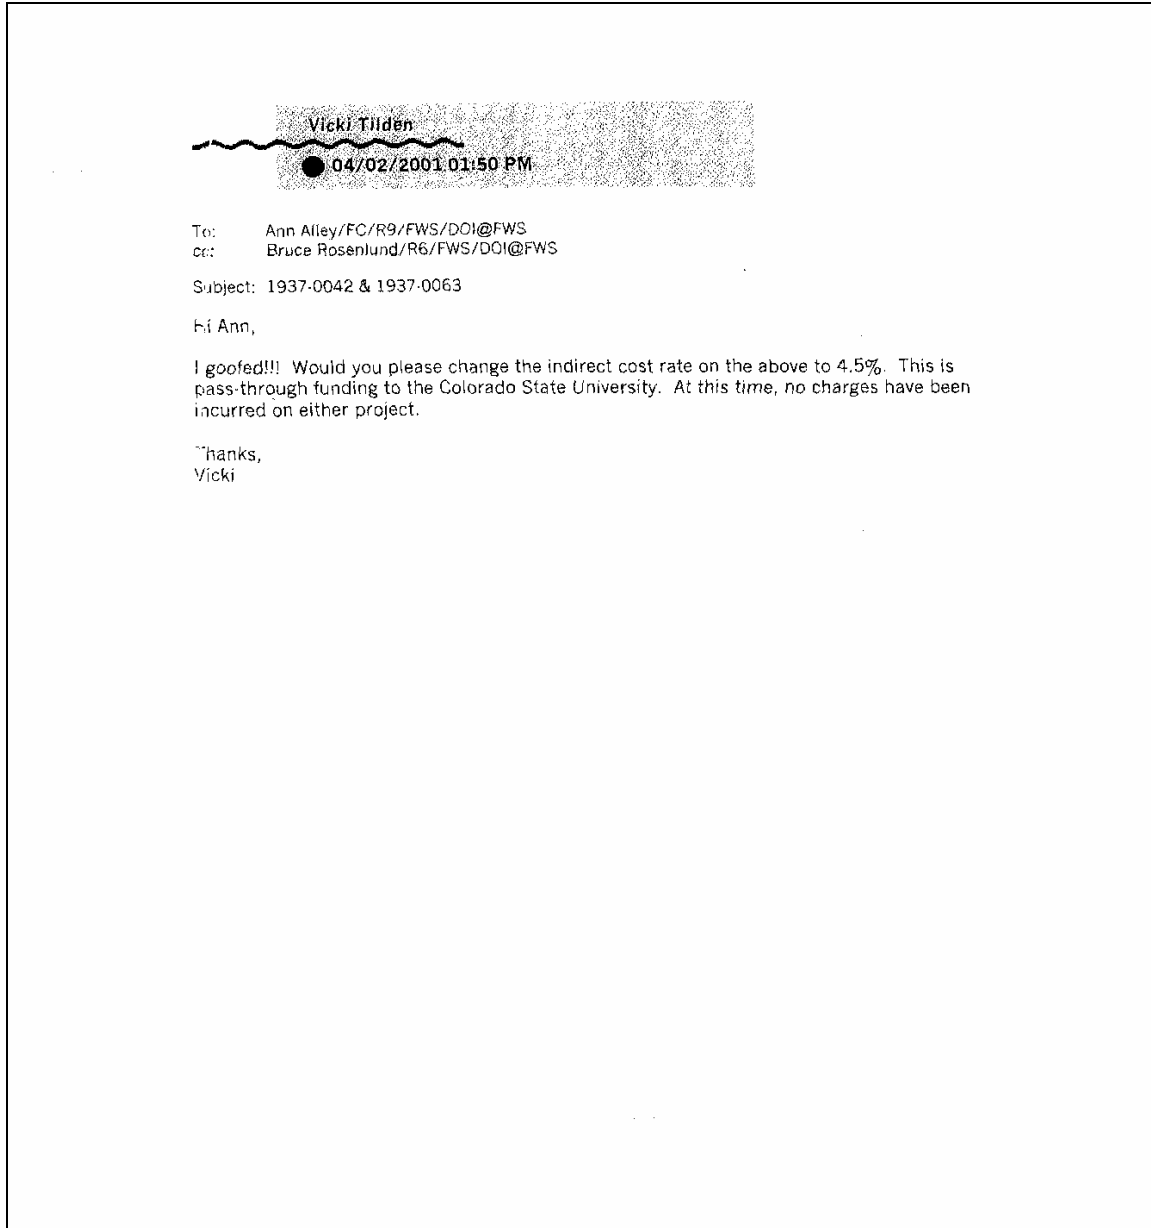 Vicki Tilden
04/02/2001 01:50 PM
To: Ann Alley/FC/R9/FWS/DOI@FWS
cc: Bruce Rosenlund/R6/FWS/DOI@FWS
Subject: 1937-0042 & 1937-0063
Hi Ann,
I goofed!!! Would you please change the indirect cost rate on the above to 4.5%. This is
pass-through funding to the Colorado State University. At this time, no charges have been
incurred on either project.
Thanks,
Vicki